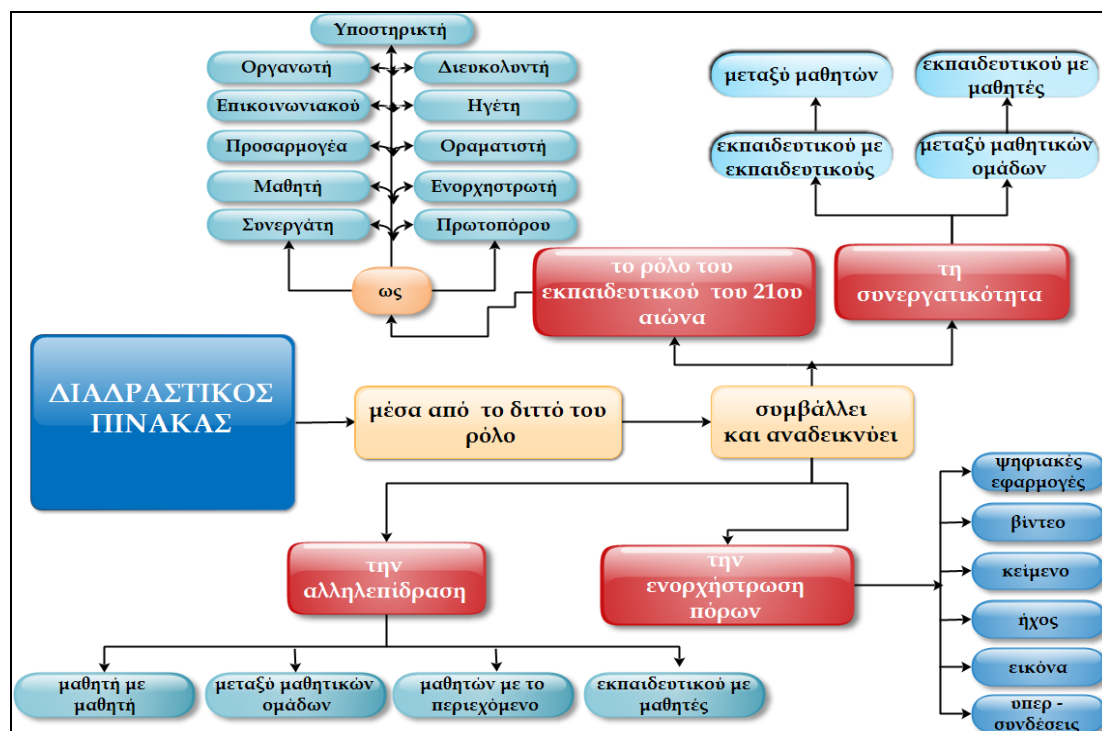 Υποστηρικτή
Οργανωτή
Διευκολυντή
Επικοινωνιακού
Ηγέτη
Προσαρμογέα
Οραματιστή
Μαθητή
Ενορχηστρωτή
Συνεργάτη
Πρωτοπόρου
ως
μεταξύ μαθητών
εκπαιδευτικού με
μαθητές
εκπαιδευτικού με
εκπαιδευτικούς
μεταξύ μαθητικών
ομάδων
το ρόλο του
εκπαιδευτικού του 21ου
αιώνα
τη
συνεργατικότητα
ΔΙΑΔΡΑΣΤΙΚΟΣ
ΠΙΝΑΚΑΣ
μέσα από το διττό του
ρόλο
συμβάλλει
και αναδεικνύει
την
αλληλεπίδραση
την
ενορχήστρωση
πόρων
ψηφιακές
εφαρμογές
βίντεο
κείμενο
ήχος
εικόνα
υπερ -
συνδέσεις
μαθητή με
μαθητή
μεταξύ μαθητικών
ομάδων
μαθητών με το
περιεχόμενο
εκπαιδευτικού με
μαθητές